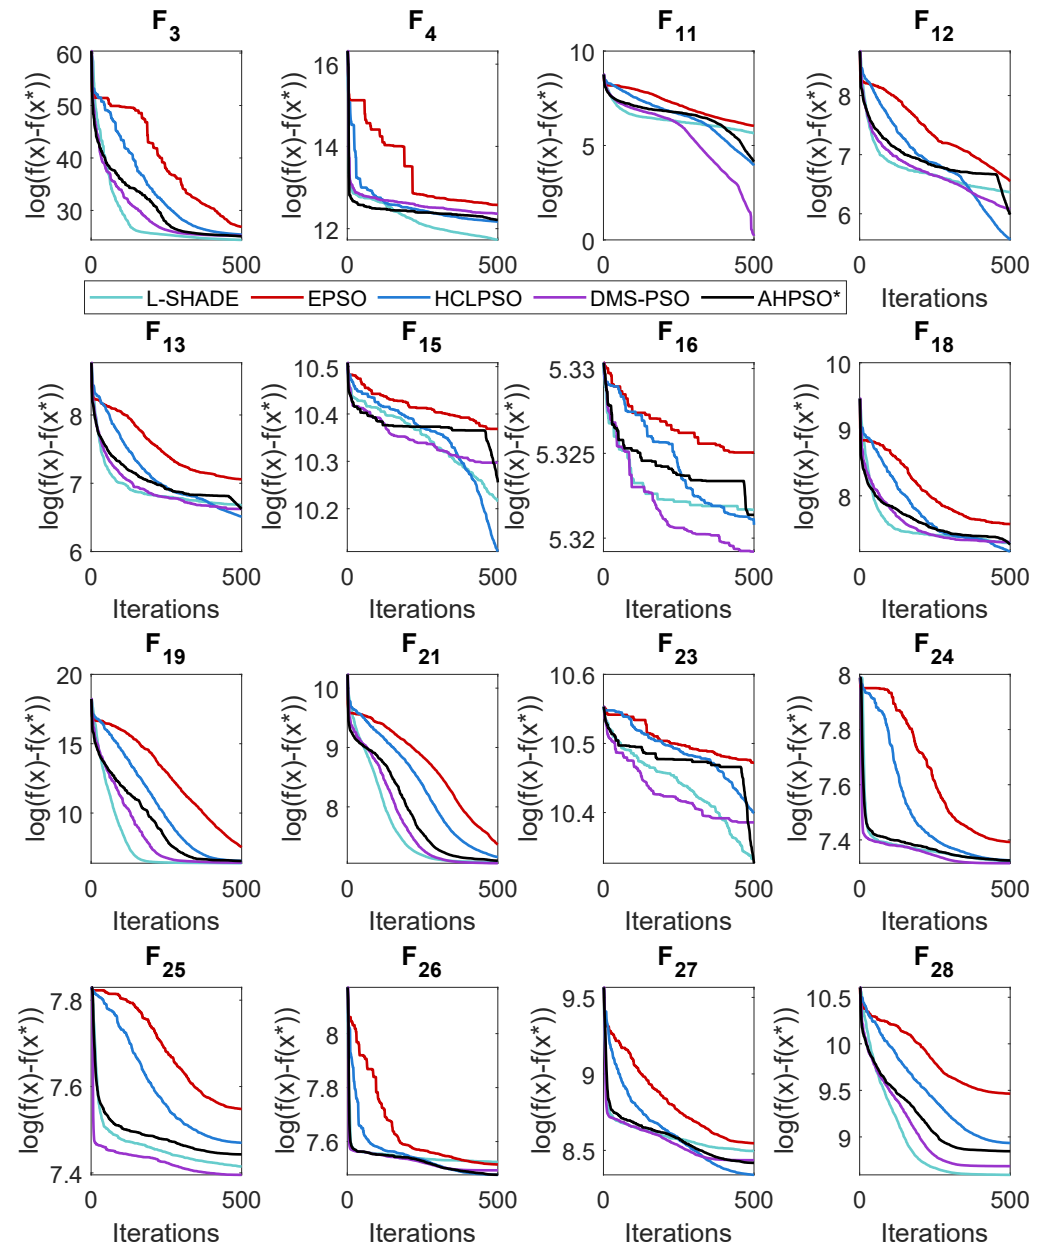 F3 F4 F11 F12
log(f(x)-f(x*)) 60 50 40 30 0 500
log(f(x)-f(x*)) 16 14 12 0 500
log(f(x)-f(x*)) 10 5 0 0 500
log(f(x)-f(x*)) 8 7 6 0 500
Iterations
L-SHADE EPSO HCLPSO DMS-PSO AHPSO*
F13 F15 F16 F18
log(f(x)-f(x*)) 8 7 6 0 500
log(f(x)-f(x*)) 10.5 10.4 10.3 10.2 0 500
log(f(x)-f(x*)) 5.33 5.325 5.32 0 500
log(f(x)-f(x*)) 10 9 8 0 500
Iterations Iterations Iterations Iterations
F19 F21 F23 F24
log(f(x)-f(x*)) 20 15 10 0 500
log(f(x)-f(x*)) 10 9 8 0 500
log(f(x)-f(x*)) 10.6 10.5 10.4 0 500
log(f(x)-f(x*)) 8 7.8 7.6 7.4 0 500
Iterations Iterations Iterations Iterations
F25 F26 F27 F28
log(f(x)-f(x*)) 7.8 7.6 7.4 0 500
log(f(x)-f(x*)) 8 7.8 7.6 0 500
log(f(x)-f(x*)) 9.5 9 8.5 0 500
log(f(x)-f(x*)) 10.5 10 9.5 9 0 500
Iterations Iterations Iterations Iterations